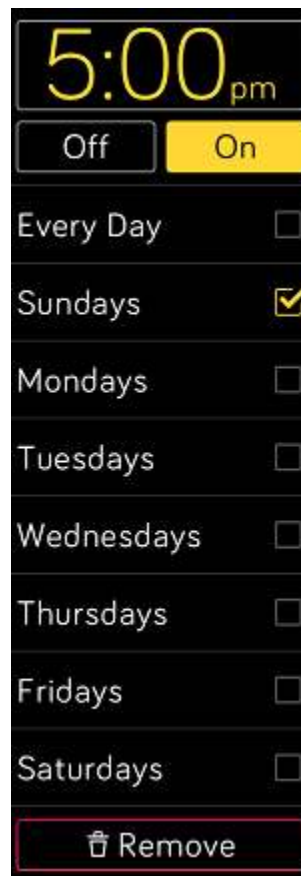 5:00pm
Off On
Every Day
Sundays
Mondays
Tuesdays
Wednesdays
Thursdays
Fridays
Saturdays
Remove